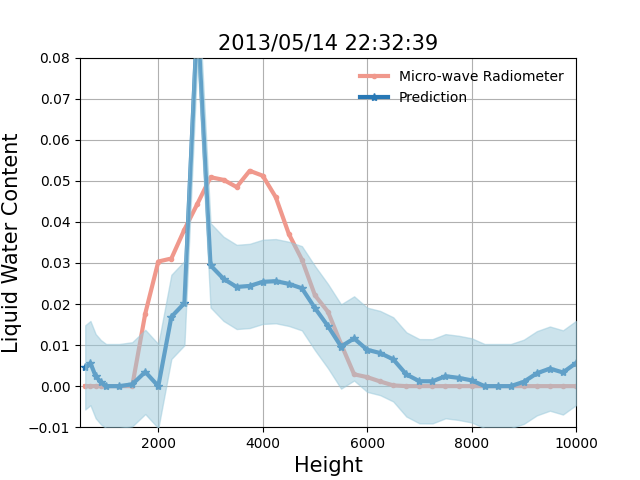 2013/05/14 22:32:39
Micro-wave Radiometer
Prediction
Liquid Water Content
0.08
0.07
0.06
0.05
0.04
0.03
0.02
0.01
0.00
−0.01
2000 4000 6000 8000 10000
Height